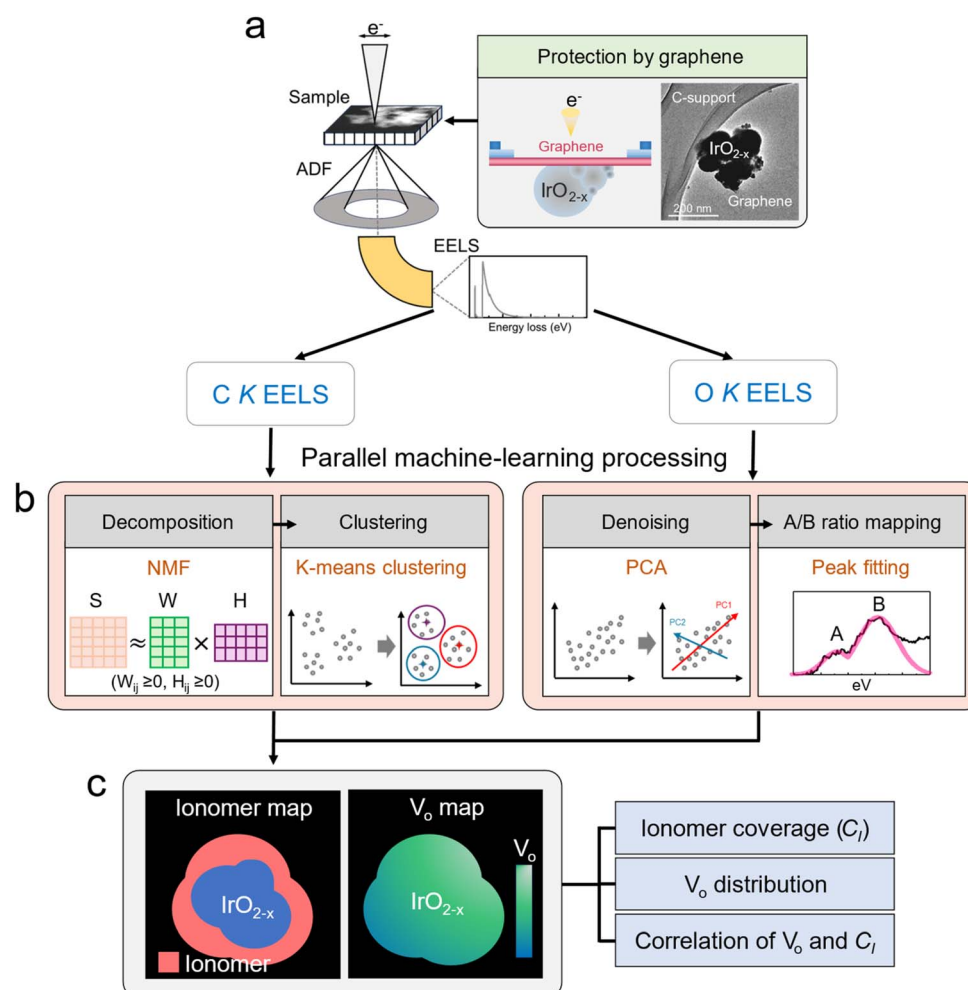 a
e-
Sample
ADF
Protection by graphene
e-
Graphene
IrO2-x
C-support
IrO2-x
Graphene
200 nm
EELS
Energy loss (eV)
C K EELS
O K EELS
Parallel machine-learning processing
b
Decomposition
Clustering
NMF
K-means clustering
S
W
H
≈
×
(Wij ≥0, Hij ≥0)
Denoising
A/B ratio mapping
PCA
Peak fitting
PC1
PC2
A
B
eV
c
Ionomer map
IrO2-x
Ionomer
Vo map
Vo
IrO2-x
Ionomer coverage (CI)
Vo distribution
Correlation of Vo and CI